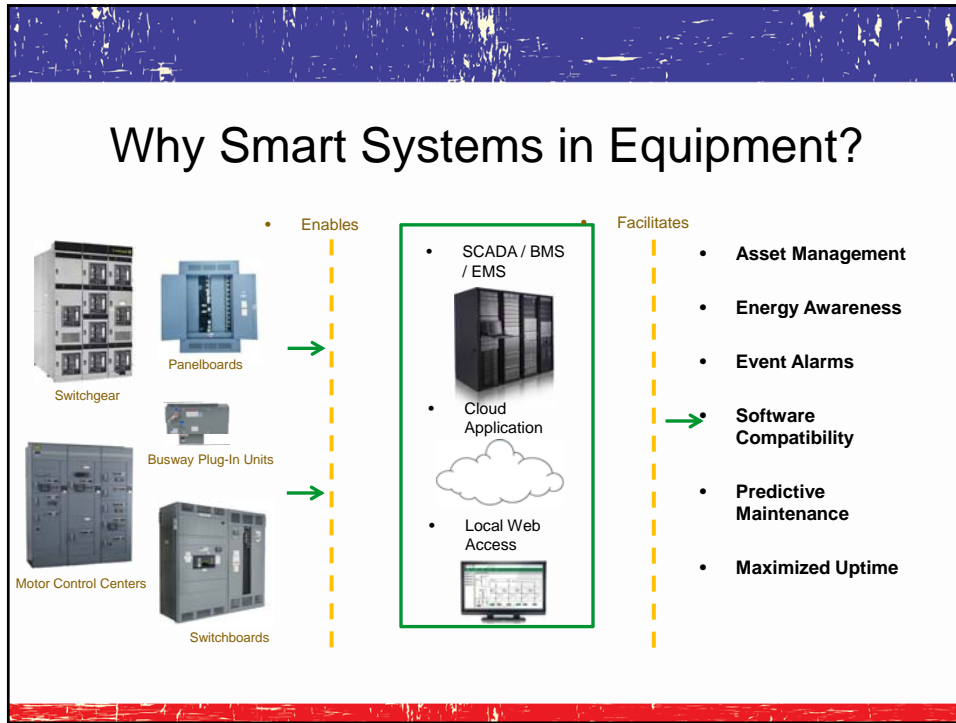 Why Smart Systems in Equipment?
• Enables
Switchgear
Panelboards
Busway Plug-In Units
Motor Control Centers
Switchboards
• SCADA / BMS
/ EMS
• Cloud
Application
• Local Web
Access
• Facilitates
• Asset Management
• Energy Awareness
• Event Alarms
• Software
Compatibility
• Predictive
Maintenance
• Maximized Uptime